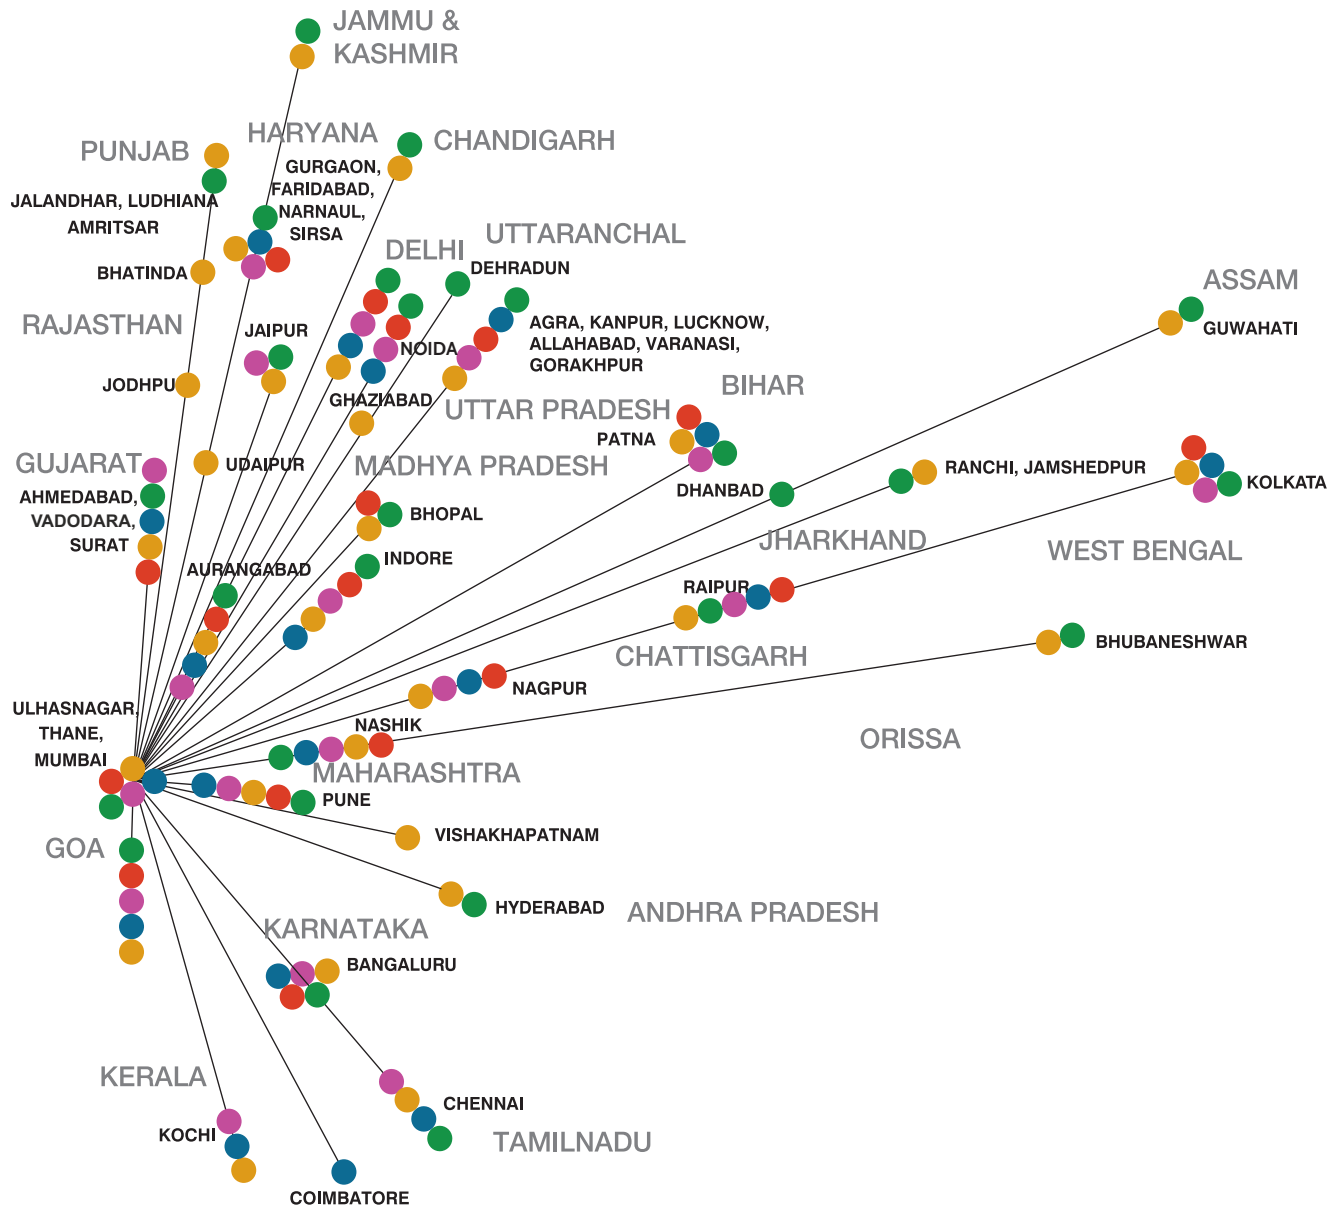 JAMMU &
KASHMIR
HARYANA
CHANDIGARH
PUNJAB
GURGAON,
FARIDABAD,
NARNAUL,
SIRSA
JALANDHAR, LUDHIANA
AMRITSAR
UTTARANCHAL
DELHI
DEHRADUN
BHATINDA
ASSAM
GUWAHATI
RAJASTHAN
JAIPUR
AGRA, KANPUR, LUCKNOW,
ALLAHABAD, VARANASI,
GORAKHPUR
NOIDA
JODHPU
GHAZIABAD
UTTAR PRADESH
BIHAR
PATNA
GUJARAT
UDAIPUR
MADHYA PRADESH
RANCHI, JAMSHEDPUR
KOLKATA
DHANBAD
AHMEDABAD,
VADODARA,
SURAT
BHOPAL
JHARKHAND
WEST BENGAL
INDORE
AURANGABAD
RAIPUR
BHUBANESHWAR
CHATTISGARH
NAGPUR
ULHASNAGAR,
THANE,
MUMBAI
NASHIK
ORISSA
MAHARASHTRA
PUNE
VISHAKHAPATNAM
GOA
HYDERABAD
ANDHRA PRADESH
KARNATAKA
BANGALURU
KERALA
CHENNAI
KOCHI
TAMILNADU
COIMBATORE